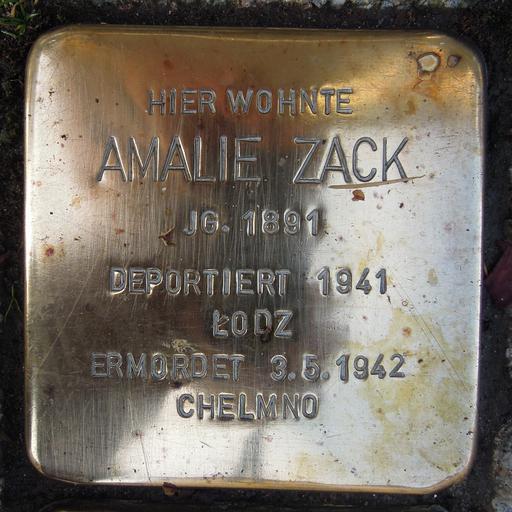 HIER WOHNTE
AMALIE ZACK
JG. 1891
DEPORTIERT 1941
ŁODZ
ERMORDET 3.5.1942
CHELMNO